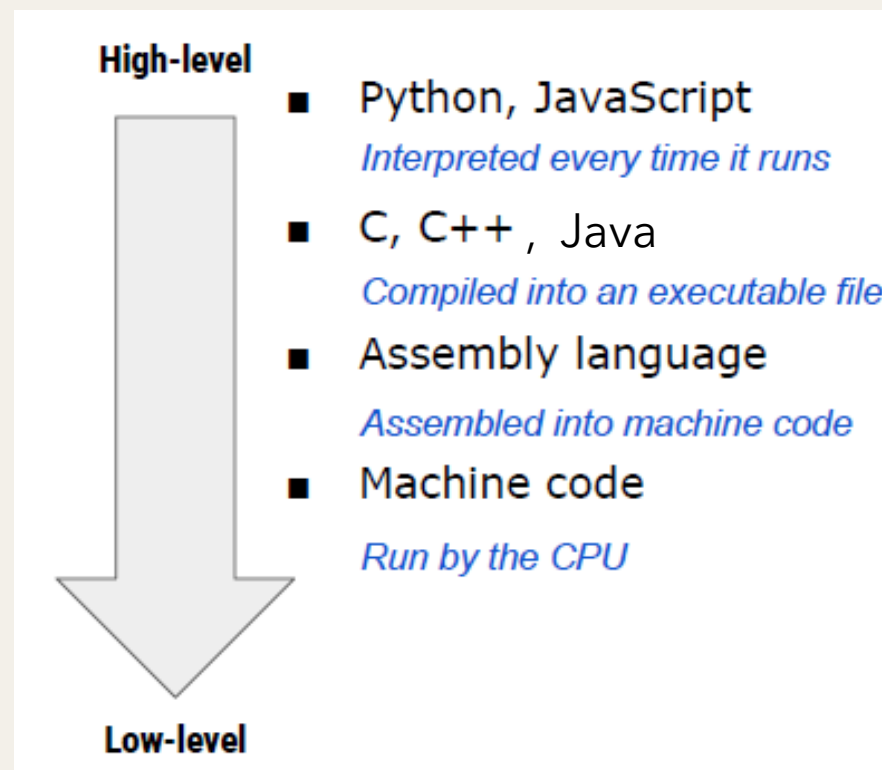 High-level
■ Python, JavaScript
Interpreted every time it runs
■ C, C++ , Java
Compiled into an executable file
■ Assembly language
Assembled into machine code
■ Machine code
Run by the CPU
Low-level